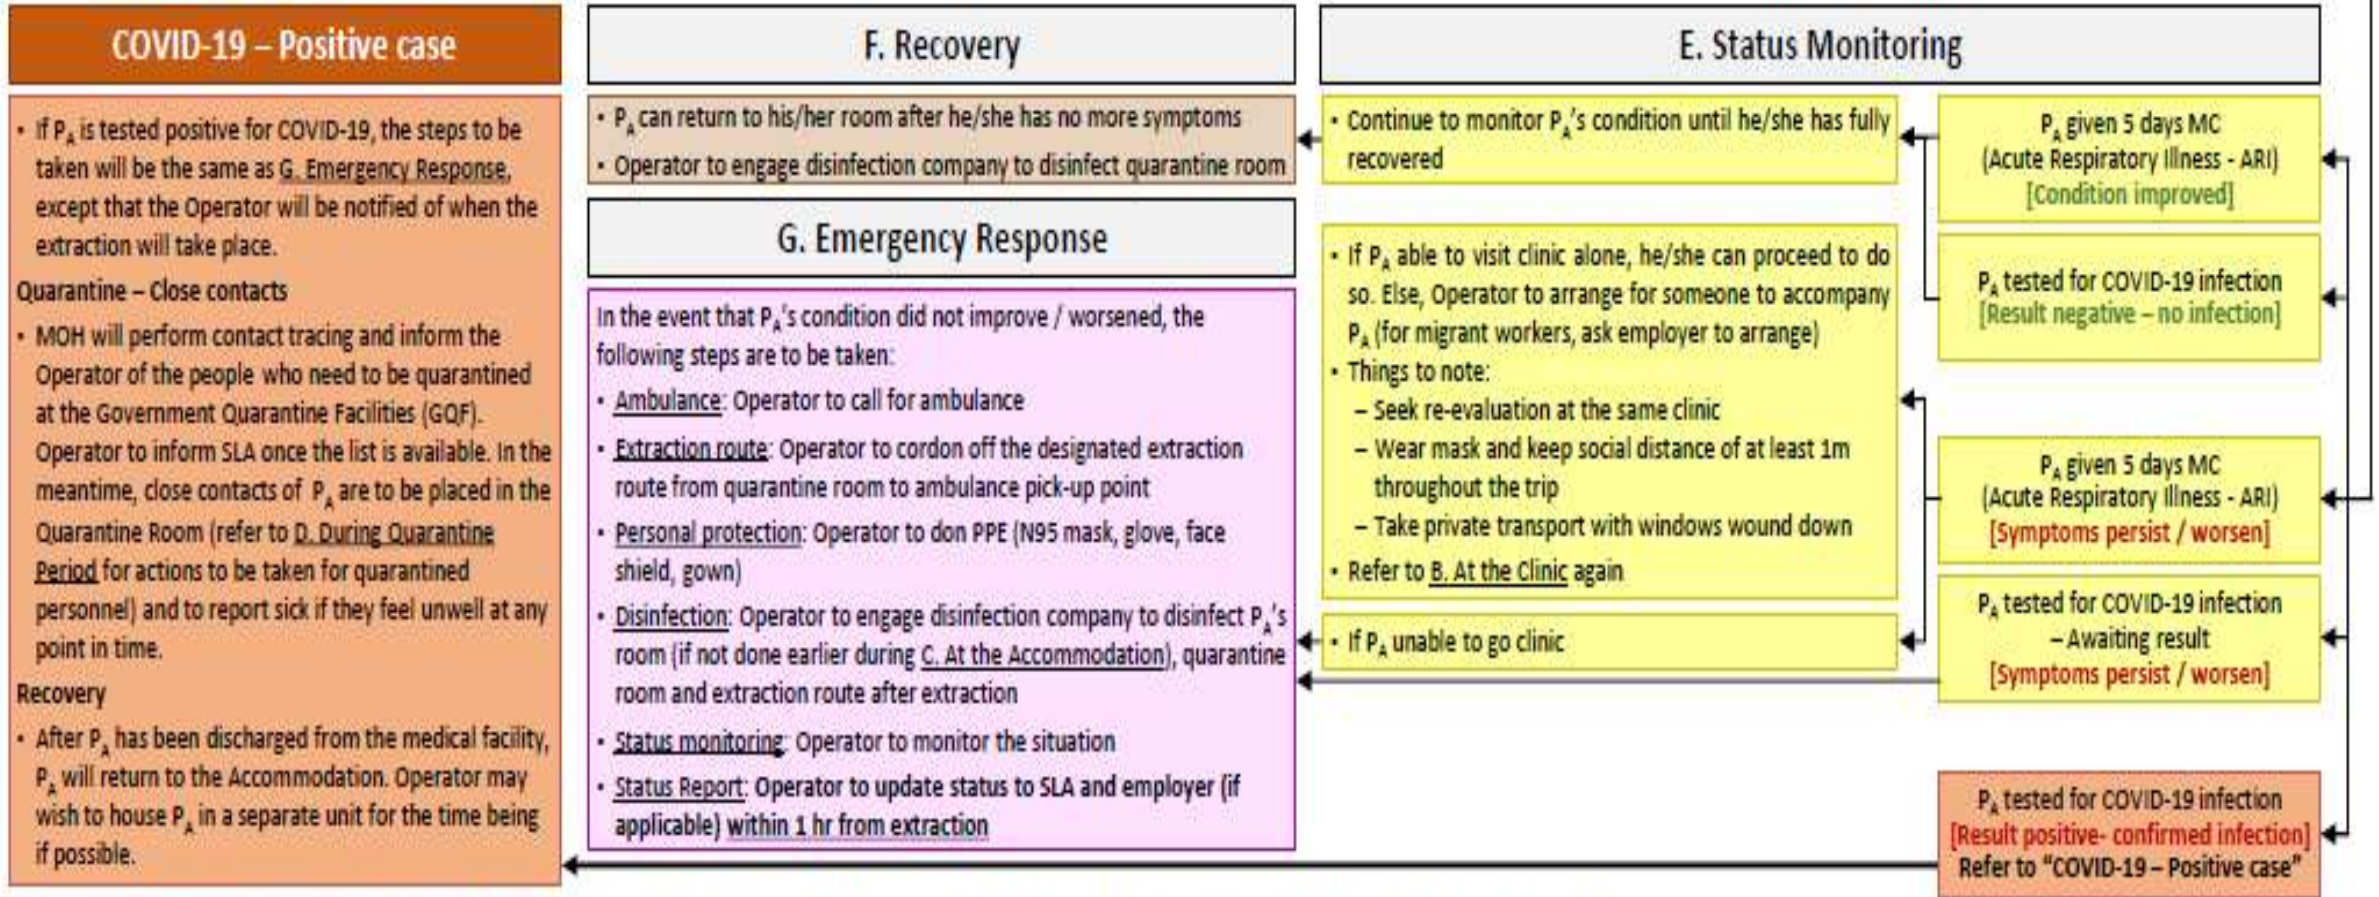 COVID-19 – Positive case
• If PA is tested positive for COVID-19, the steps to be
taken will be the same as G. Emergency Response,
except that the Operator will be notified of when the
extraction will take place.
Quarantine – Close contacts
• MOH will perform contact tracing and inform the
Operator of the people who need to be quarantined
at the Government Quarantine Facilities (GQF).
Operator to inform SLA once the list is available. In the
meantime, close contacts of PA are to be placed in the
Quarantine Room (refer to D. During Quarantine
Period for actions to be taken for quarantined
personnel) and to report sick if they feel unwell at any
point in time.
Recovery
• After PA has been discharged from the medical facility,
PA will return to the Accommodation. Operator may
wish to house PA in a separate unit for the time being
if possible.
F. Recovery
• PA can return to his/her room after he/she has no more symptoms
• Operator to engage disinfection company to disinfect quarantine room
G. Emergency Response
In the event that PA's condition did not improve / worsened, the
following steps are to be taken:
• Ambulance: Operator to call for ambulance
• Extraction route: Operator to cordon off the designated extraction
route from quarantine room to ambulance pick-up point
• Personal protection: Operator to don PPE (N95 mask, glove, face
shield, gown)
• Disinfection: Operator to engage disinfection company to disinfect PA's
room (if not done earlier during C. At the Accommodation), quarantine
room and extraction route after extraction
• Status monitoring: Operator to monitor the situation
• Status Report: Operator to update status to SLA and employer (if
applicable) within 1 hr from extraction
E. Status Monitoring
• Continue to monitor PA's condition until he/she has fully
recovered
• If PA able to visit clinic alone, he/she can proceed to do
so. Else, Operator to arrange for someone to accompany
PA (for migrant workers, ask employer to arrange)
• Things to note:
– Seek re-evaluation at the same clinic
– Wear mask and keep social distance of at least 1m
throughout the trip
– Take private transport with windows wound down
• Refer to B. At the Clinic again
• If PA unable to go clinic
PA given 5 days MC
(Acute Respiratory Illness - ARI)
[Condition improved]
PA tested for COVID-19 infection
[Result negative – no infection]
PA given 5 days MC
(Acute Respiratory Illness - ARI)
[Symptoms persist / worsen]
PA tested for COVID-19 infection
– Awaiting result
[Symptoms persist / worsen]
PA tested for COVID-19 infection
[Result positive- confirmed infection]
Refer to "COVID-19 – Positive case"